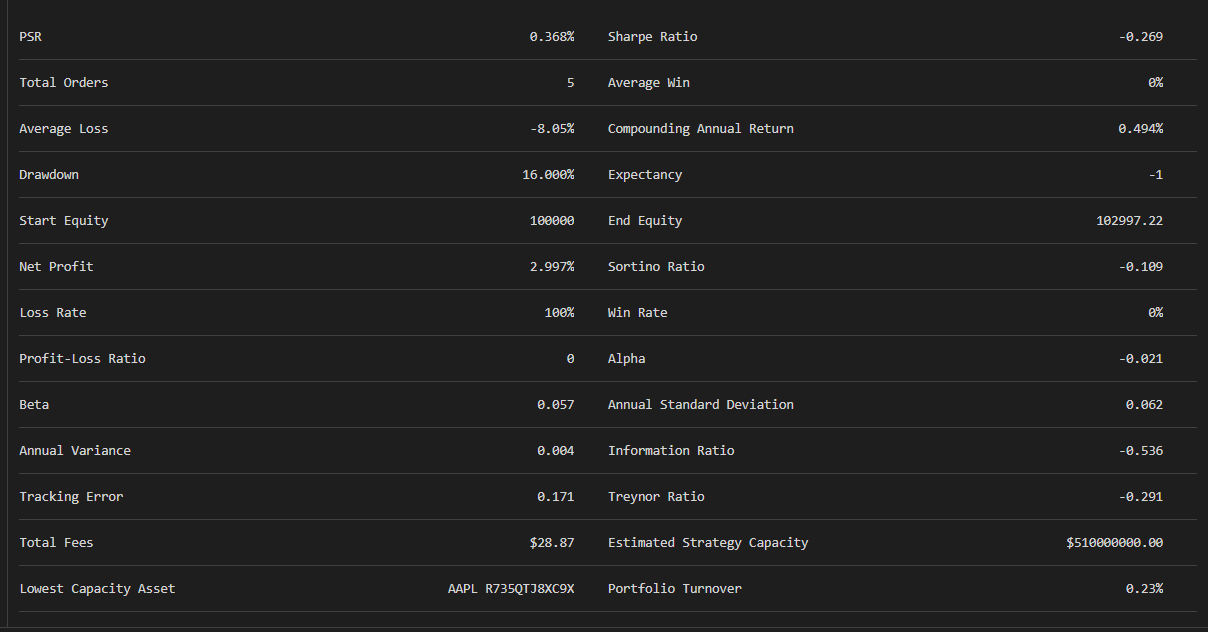 PSR 0.368% Sharpe Ratio -0.269
Total Orders 5 Average Win 0%
Average Loss -8.05% Compounding Annual Return 0.494%
Drawdown 16.000% Expectancy -1
Start Equity 100000 End Equity 102997.22
Net Profit 2.997% Sortino Ratio -0.109
Loss Rate 100% Win Rate 0%
Profit-Loss Ratio 0 Alpha -0.021
Beta 0.057 Annual Standard Deviation 0.062
Annual Variance 0.004 Information Ratio -0.536
Tracking Error 0.171 Treynor Ratio -0.291
Total Fees $28.87 Estimated Strategy Capacity $510000000.00
Lowest Capacity Asset AAPL R735QTJ8XC9X Portfolio Turnover 0.23%